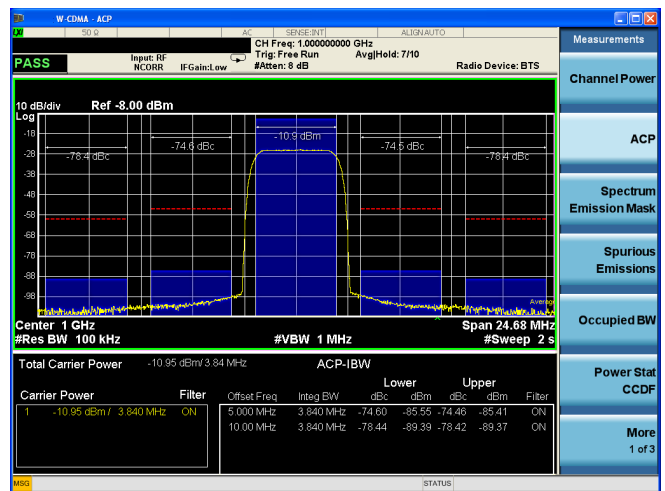 W-CDMA - ACP
LXI 50 Ω AC SENSE:INT ALIGN AUTO
CH Freq: 1.000000000 GHz
PASS Input: RF Trig: Free Run Avg|Hold: 7/10
NCORR IFGain:Low #Atten: 8 dB Radio Device: BTS
10 dB/div Ref -8.00 dBm
Log
-18
-28
-38
-48
-58
-68
-78
-88
-98
-78.4 dBc -74.6 dBc -10.9 dBm -74.5 dBc -78.4 dBc
Average
Center 1 GHz Span 24.68 MHz
#Res BW 100 kHz #VBW 1 MHz #Sweep 2 s
Total Carrier Power -10.95 dBm/ 3.84 MHz ACP-IBW
Lower Upper
Carrier Power Filter Offset Freq Integ BW dBc dBm dBc dBm Filter
1 -10.95 dBm / 3.840 MHz ON 5.000 MHz 3.840 MHz -74.60 -85.55 -74.46 -85.41 ON
10.00 MHz 3.840 MHz -78.44 -89.39 -78.42 -89.37 ON
MSG STATUS
Measurements
Channel Power
ACP
Spectrum
Emission Mask
Spurious
Emissions
Occupied BW
Power Stat
CCDF
More
1 of 3